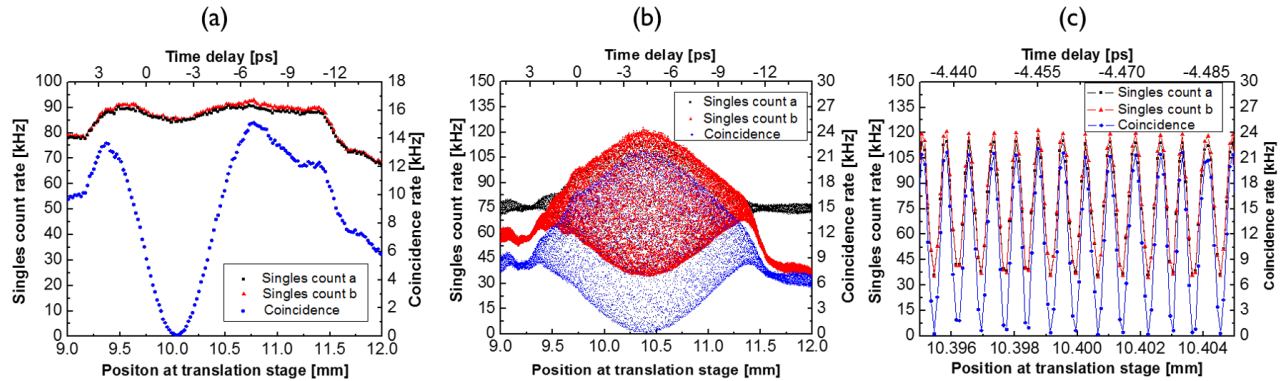 (a)
(b)
(c)
Time delay [ps]
3 0 -3 -6 -9 -12
Singles count rate [kHz]
100
90
80
70
60
50
40
30
20
10
0
18
16
14
12
10
8
6
4
2
0
Coincidence rate [kHz]
Singles count a
Singles count b
Coincidence
9.0 9.5 10.0 10.5 11.0 11.5 12.0
Positon at translation stage [mm]
Time delay [ps]
3 0 -3 -6 -9 -12
Singles count rate [kHz]
150
135
120
105
90
75
60
45
30
15
0
30
27
24
21
18
15
12
9
6
3
0
Coincidence rate [kHz]
Singles count a
Singles count b
Coincidence
9.0 9.5 10.0 10.5 11.0 11.5 12.0
Position at translation stage [mm]
Time delay [ps]
-4.440 -4.455 -4.470 -4.485
Singles count rate [kHz]
150
135
120
105
90
75
60
45
30
15
0
30
27
24
21
18
15
12
9
6
3
0
Coincidence rate [kHz]
Singles count a
Singles count b
Coincidence
10.396 10.398 10.400 10.402 10.404
Position at translation stage [mm]